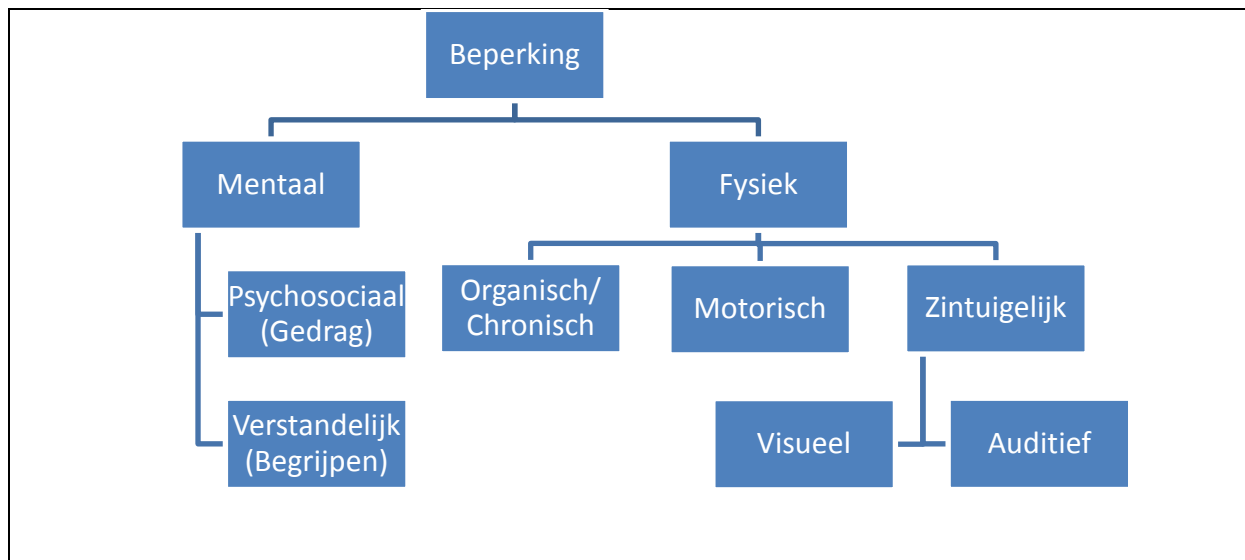 Beperking
Mentaal
Fysiek
Psychosociaal
(Gedrag)
Organisch/
Chronisch
Motorisch
Zintuigelijk
Verstandelijk
(Begrijpen)
Visueel
Auditief